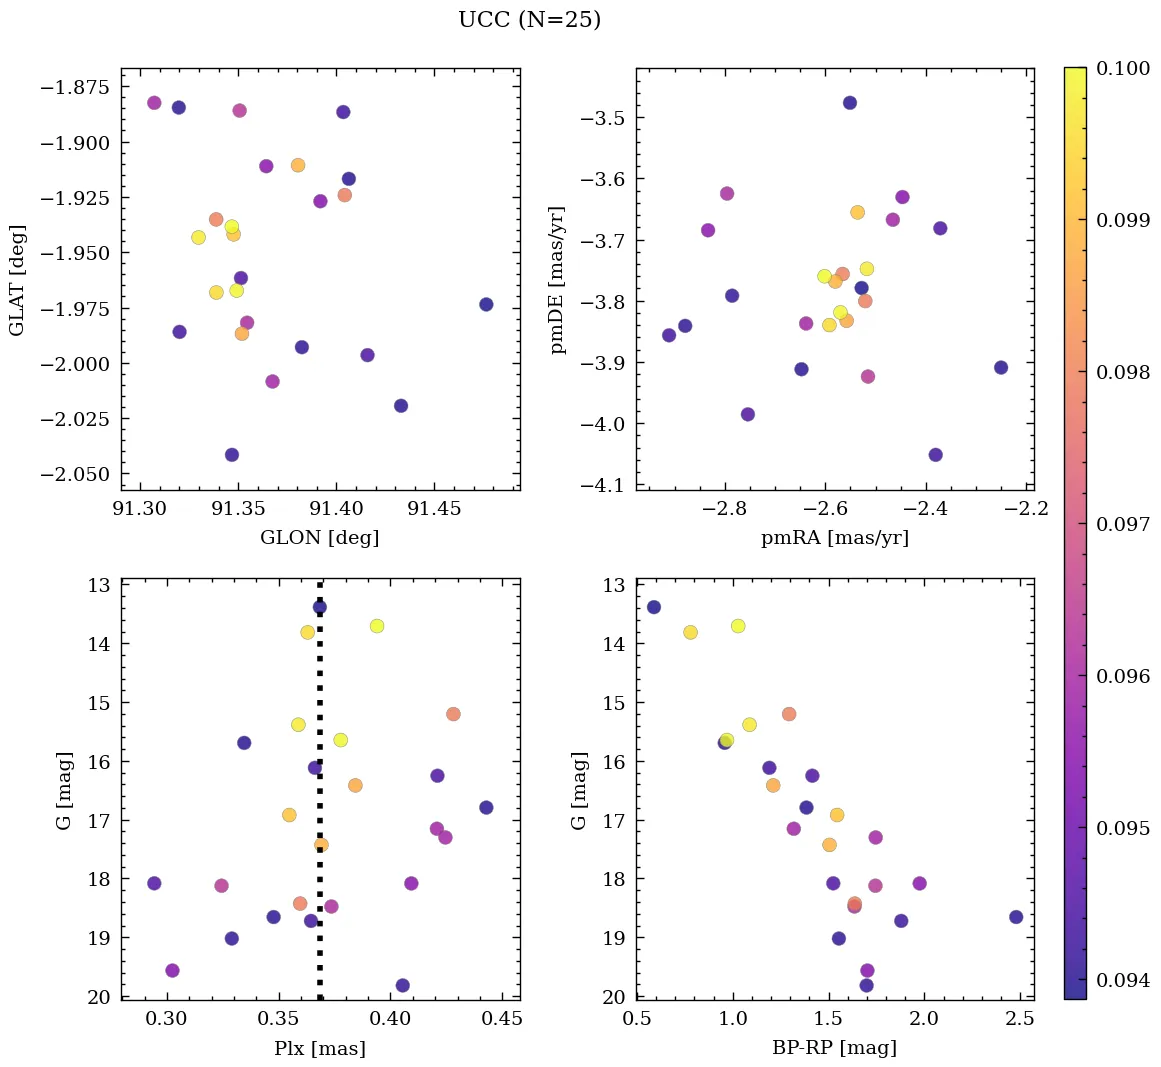 UCC (N=25)
−1.875
−1.900
−1.925
−1.950
−1.975
−2.000
−2.025
−2.050
GLAT [deg]
91.30 91.35 91.40 91.45
GLON [deg]
−3.5
−3.6
−3.7
−3.8
−3.9
−4.0
−4.1
pmDE [mas/yr]
−2.8 −2.6 −2.4 −2.2
pmRA [mas/yr]
13
14
15
16
17
18
19
20
G [mag]
0.30 0.35 0.40 0.45
Plx [mas]
13
14
15
16
17
18
19
20
G [mag]
0.5 1.0 1.5 2.0 2.5
BP-RP [mag]
0.100
0.099
0.098
0.097
0.096
0.095
0.094